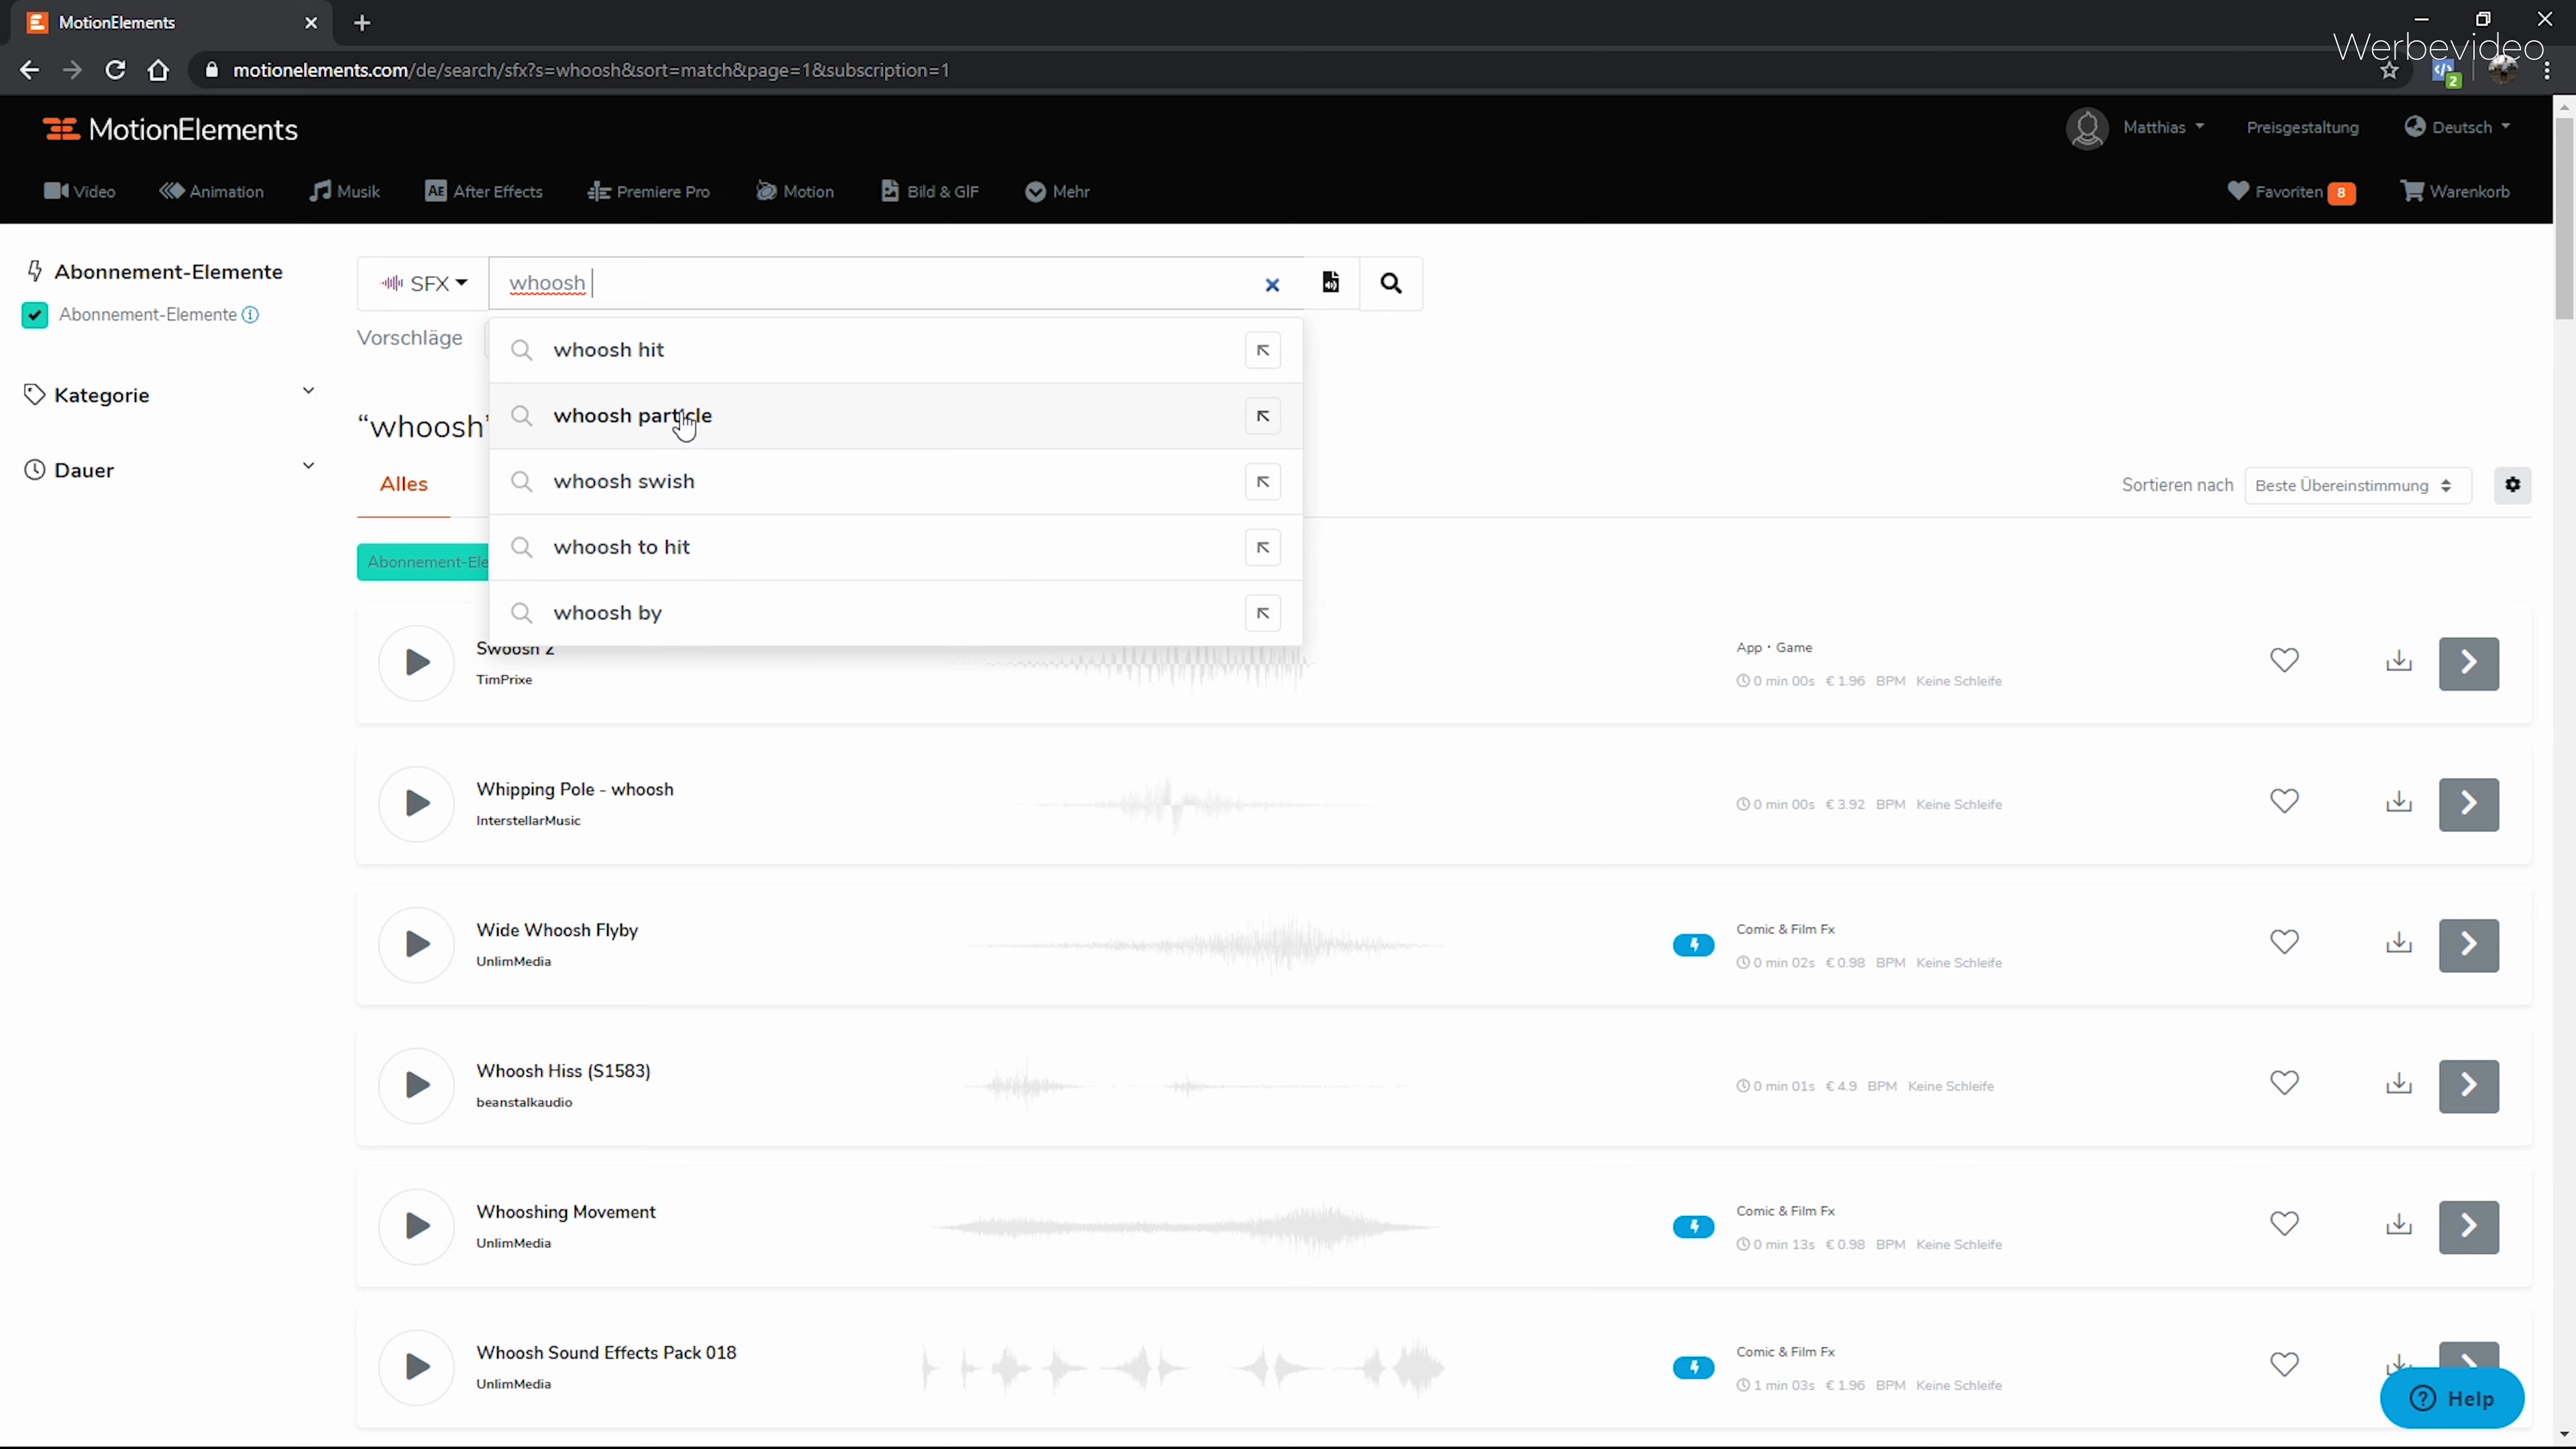 MotionElements
Werbevideo
motionelements.com/de/search/sfx?s=whoosh&sort=match&page=1&subscription=1
2
MotionElements
Matthias
Preisgestaltung
Deutsch
Video
Animation
Musik
AE After Effects
Premiere Pro
Motion
Bild & GIF
Mehr
Favoriten 8
Warenkorb
Abonnement-Elemente
Abonnement-Elemente
Kategorie
Dauer
SFX
whoosh
Vorschläge
whoosh hit
whoosh particle
whoosh swish
whoosh to hit
whoosh by
“whoosh”
Alles
Sortieren nach
Beste Übereinstimmung
Abonnement-Ele
Swoosh 2
TimPrixe
App · Game
0 min 00s € 1.96 BPM Keine Schleife
Whipping Pole - whoosh
InterstellarMusic
0 min 00s € 3.92 BPM Keine Schleife
Wide Whoosh Flyby
UnlimMedia
Comic & Film Fx
0 min 02s € 0.98 BPM Keine Schleife
Whoosh Hiss (S1583)
beanstalkaudio
0 min 01s € 4.9 BPM Keine Schleife
Whooshing Movement
UnlimMedia
Comic & Film Fx
0 min 13s € 0.98 BPM Keine Schleife
Whoosh Sound Effects Pack 018
UnlimMedia
Comic & Film Fx
1 min 03s € 1.96 BPM Keine Schleife
Help